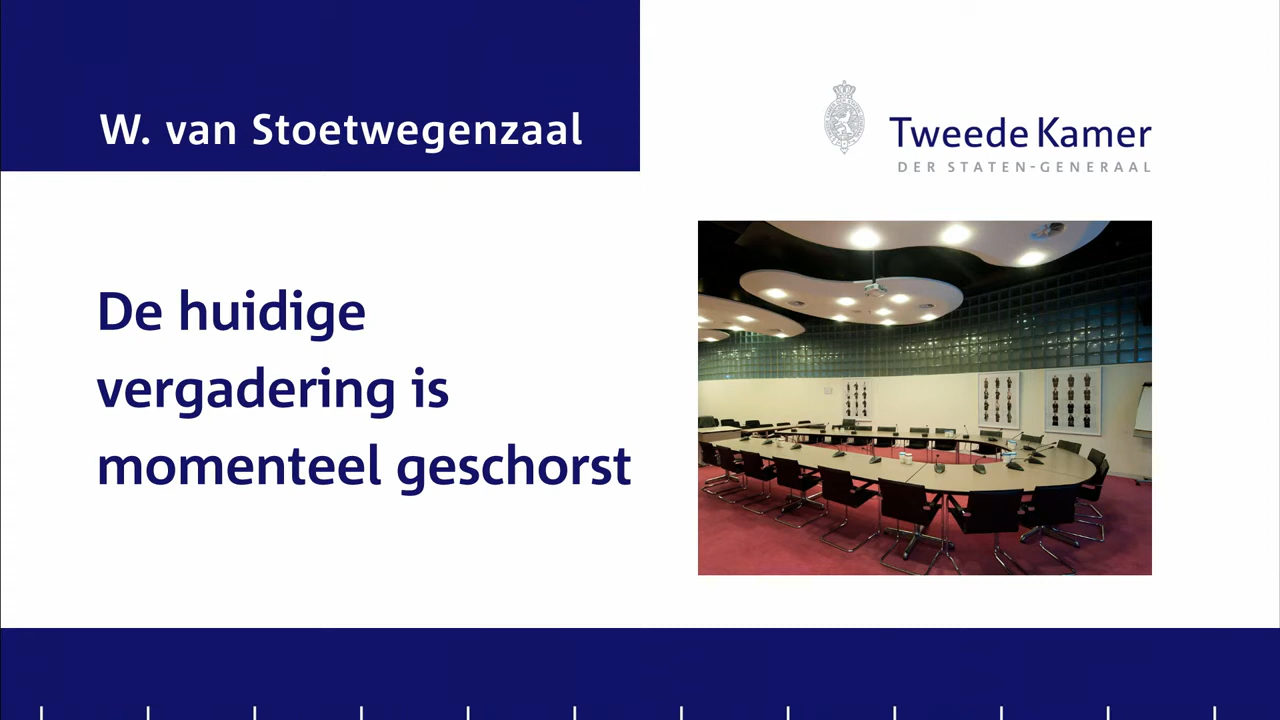 W. van Stoetwegenzaal
Tweede Kamer
DER STATEN-GENERAAL
De huidige
vergadering is
momenteel geschorst